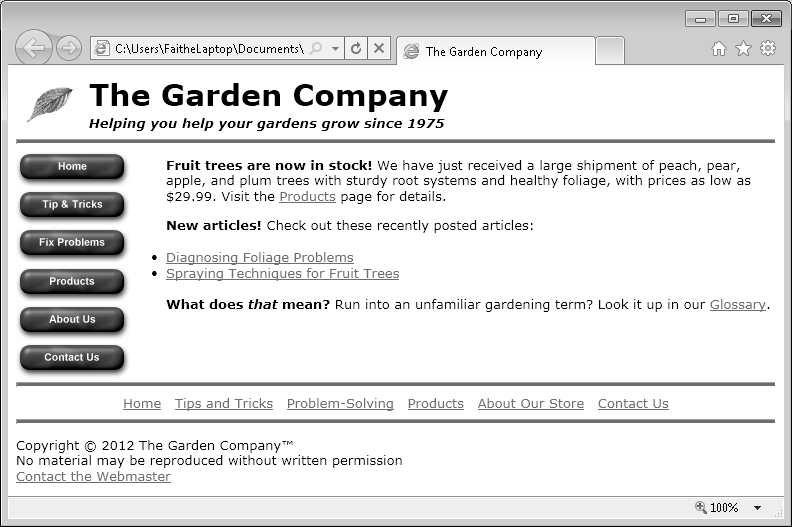 C:\Users\FaitheLaptop\Documents\
The Garden Company
The Garden Company
Helping you help your gardens grow since 1975
Home
Tip & Tricks
Fix Problems
Products
About Us
Contact Us
Fruit trees are now in stock! We have just received a large shipment of peach, pear,
apple, and plum trees with sturdy root systems and healthy foliage, with prices as low as
$29.99. Visit the Products page for details.
New articles! Check out these recently posted articles:
• Diagnosing Foliage Problems
• Spraying Techniques for Fruit Trees
What does that mean? Run into an unfamiliar gardening term? Look it up in our Glossary.
Home Tips and Tricks Problem-Solving Products About Our Store Contact Us
Copyright © 2012 The Garden Company™
No material may be reproduced without written permission
Contact the Webmaster
100%